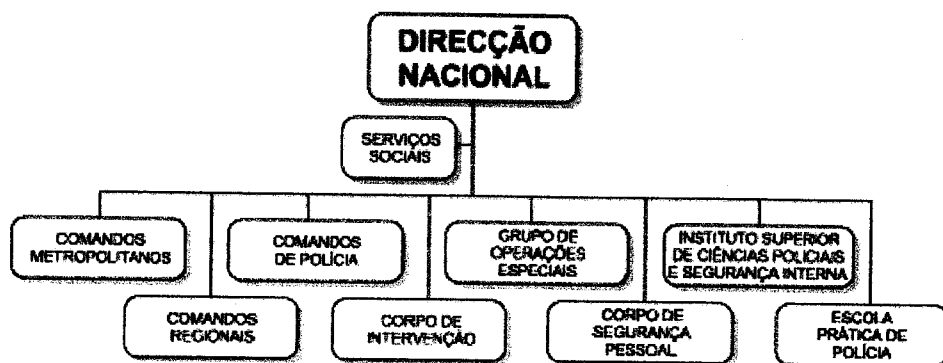 DIRECÇÃO
NACIONAL
SERVIÇOS
SOCIAIS
COMANDOS
METROPOLITANOS
COMANDOS
DE POLÍCIA
GRUPO DE
OPERAÇÕES
ESPECIAIS
INSTITUTO SUPERIOR
DE CIÊNCIAS POLICIAIS
E SEGURANÇA INTERNA
COMANDOS
REGIONAIS
CORPO DE
INTERVENÇÃO
CORPO DE
SEGURANÇA
PESSOAL
ESCOLA
PRÁTICA DE
POLÍCIA